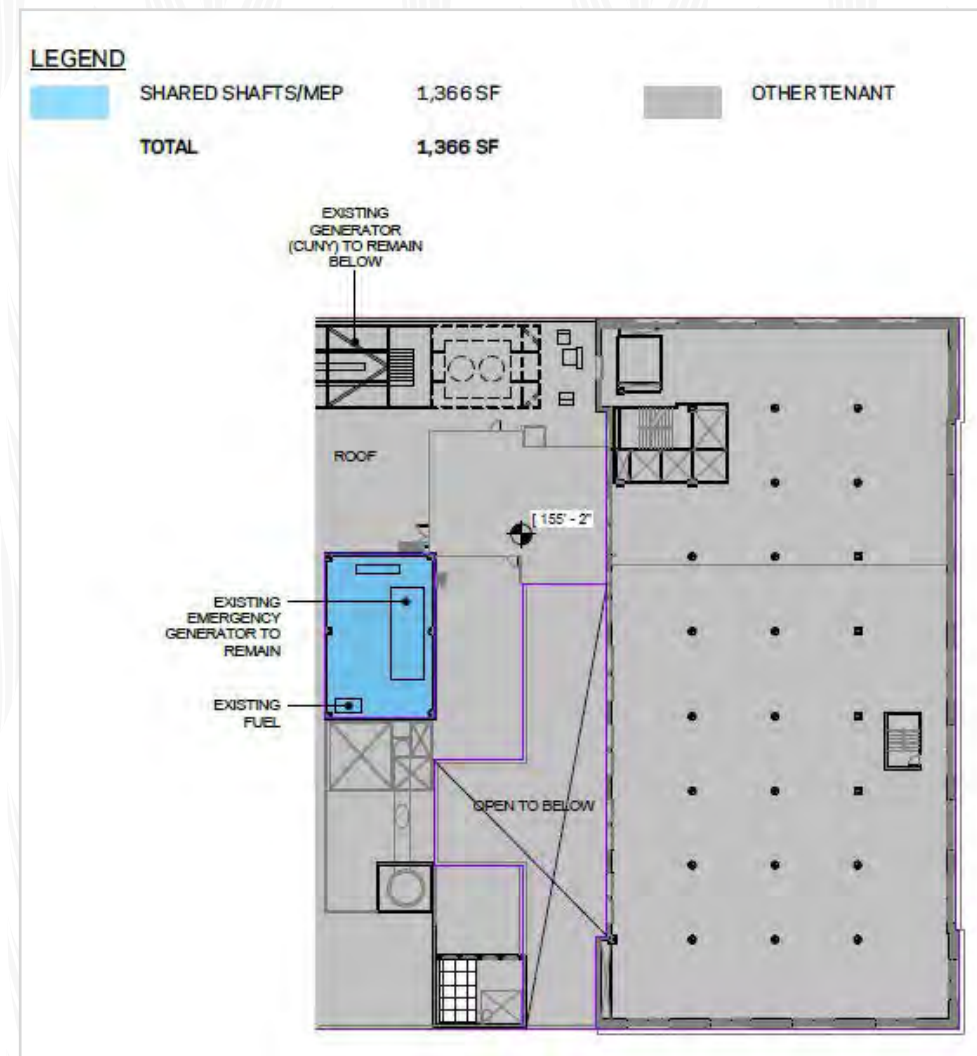 LEGEND
SHARED SHAFTS/MEP 1,366 SF OTHER TENANT
TOTAL 1,366 SF
EXISTING
GENERATOR
(CUNY) TO REMAIN
BELOW
ROOF
[ 155' - 2"
EXISTING
EMERGENCY
GENERATOR TO
REMAIN
EXISTING
FUEL
OPEN TO BELOW